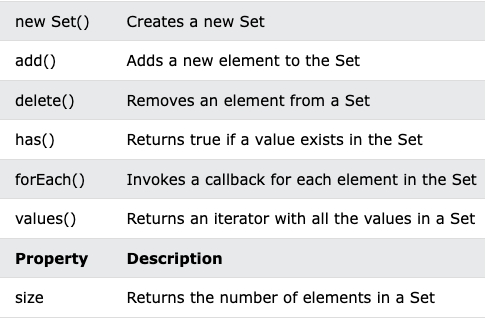 new Set() Creates a new Set
add() Adds a new element to the Set
delete() Removes an element from a Set
has() Returns true if a value exists in the Set
forEach() Invokes a callback for each element in the Set
values() Returns an iterator with all the values in a Set
Property Description
size Returns the number of elements in a Set